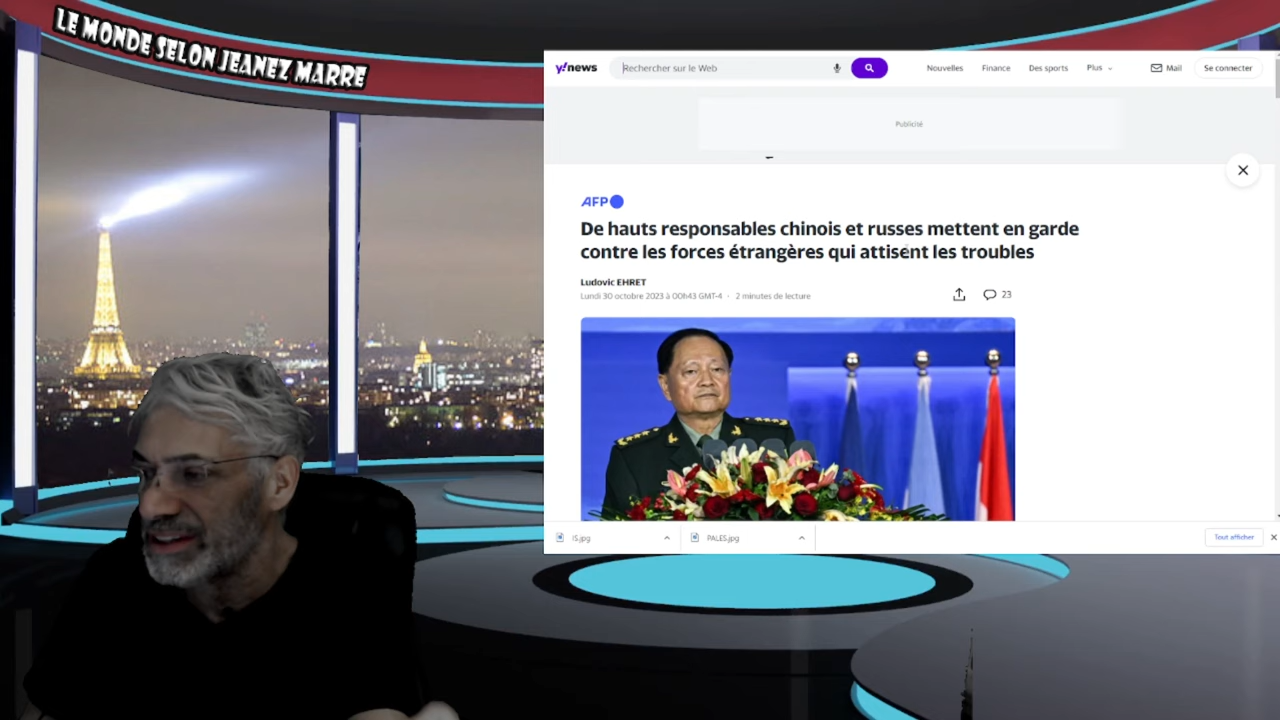 LE MONDE SELON JEANEZ MARRE
y!news
Rechercher sur le Web
Nouvelles
Finance
Des sports
Plus
Mail
Se connecter
Publicité
AFP
De hauts responsables chinois et russes mettent en garde
contre les forces étrangères qui attisent les troubles
Ludovic EHRET
Lundi 30 octobre 2023 à 00h43 GMT-4 · 2 minutes de lecture
23
IS.jpg
PALES.jpg
Tout afficher